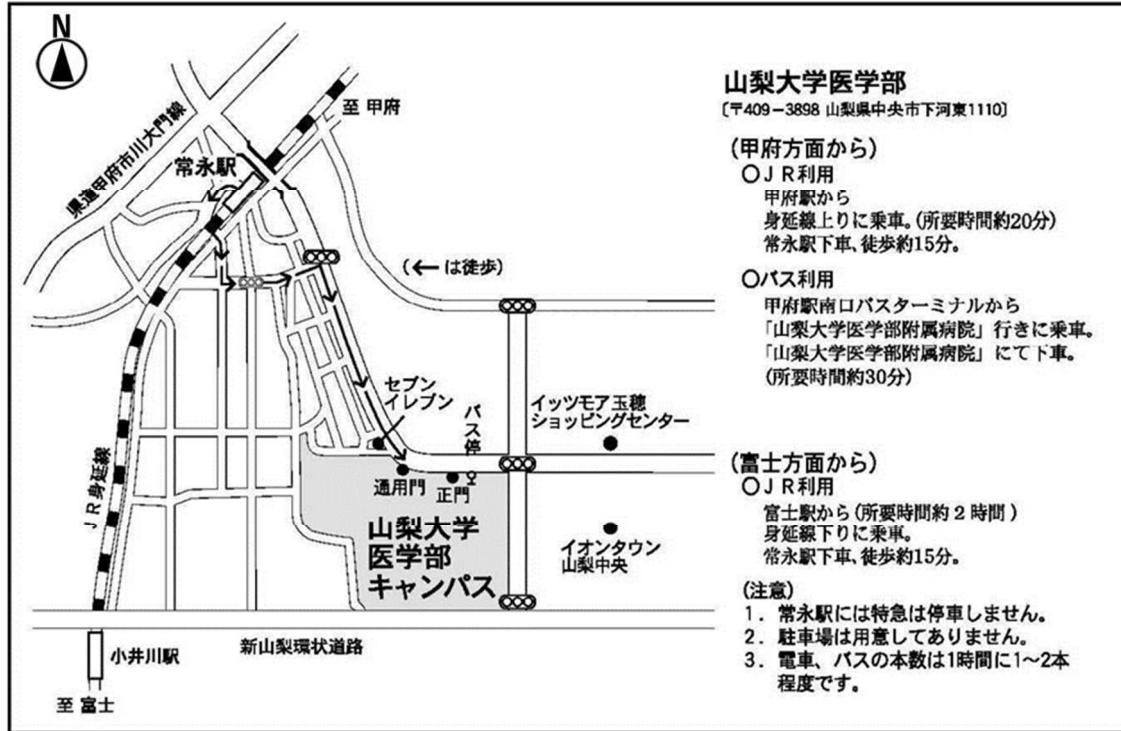 N
至 甲府
県道甲府市川大門線
常永駅
(← は徒歩)
セブン
イレブン
バス停
イッツモア玉穂
ショッピングセンター
通用門
正門
JR身延線
山梨大学
医学部
キャンパス
イオンタウン
山梨中央
新山梨環状道路
小井川駅
至 富士
山梨大学医学部
〔〒409-3898 山梨県中央市下河東1110〕
(甲府方面から)
○JR利用
甲府駅から
身延線上りに乗車。(所要時間約20分)
常永駅下車、徒歩約15分。
○バス利用
甲府駅南口バスターミナルから
「山梨大学医学部附属病院」行きに乗車。
「山梨大学医学部附属病院」にて下車。
(所要時間約30分)
(富士方面から)
○JR利用
富士駅から(所要時間約2時間)
身延線下りに乗車。
常永駅下車、徒歩約15分。
(注意)
1. 常永駅には特急は停車しません。
2. 駐車場は用意してありません。
3. 電車、バスの本数は1時間に1~2本
程度です。